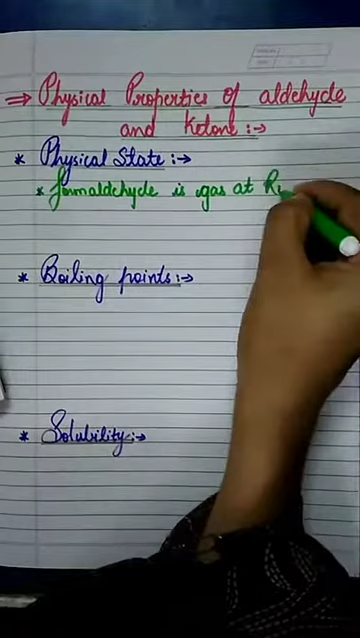 ⇒ Physical Properties of aldehyde
and Ketone :→
* Physical State :→
* formaldehyde is gas at R
* Boiling points :→
* Solubility :→